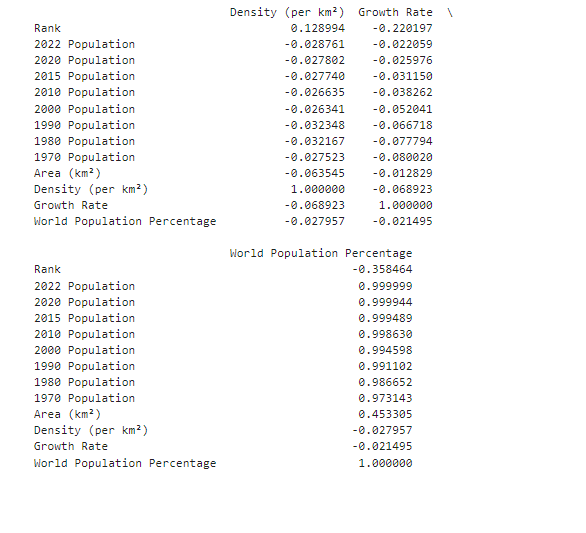 Density (per km²)  Growth Rate  \
Rank                                  0.128994    -0.220197
2022 Population                      -0.028761    -0.022059
2020 Population                      -0.027802    -0.025976
2015 Population                      -0.027740    -0.031150
2010 Population                      -0.026635    -0.038262
2000 Population                      -0.026341    -0.052041
1990 Population                      -0.032348    -0.066718
1980 Population                      -0.032167    -0.077794
1970 Population                      -0.027523    -0.080020
Area (km²)                           -0.063545    -0.012829
Density (per km²)                     1.000000    -0.068923
Growth Rate                          -0.068923     1.000000
World Population Percentage          -0.027957    -0.021495
World Population Percentage
Rank                                           -0.358464
2022 Population                                 0.999999
2020 Population                                 0.999944
2015 Population                                 0.999489
2010 Population                                 0.998630
2000 Population                                 0.994598
1990 Population                                 0.991102
1980 Population                                 0.986652
1970 Population                                 0.973143
Area (km²)                                      0.453305
Density (per km²)                              -0.027957
Growth Rate                                    -0.021495
World Population Percentage                     1.000000